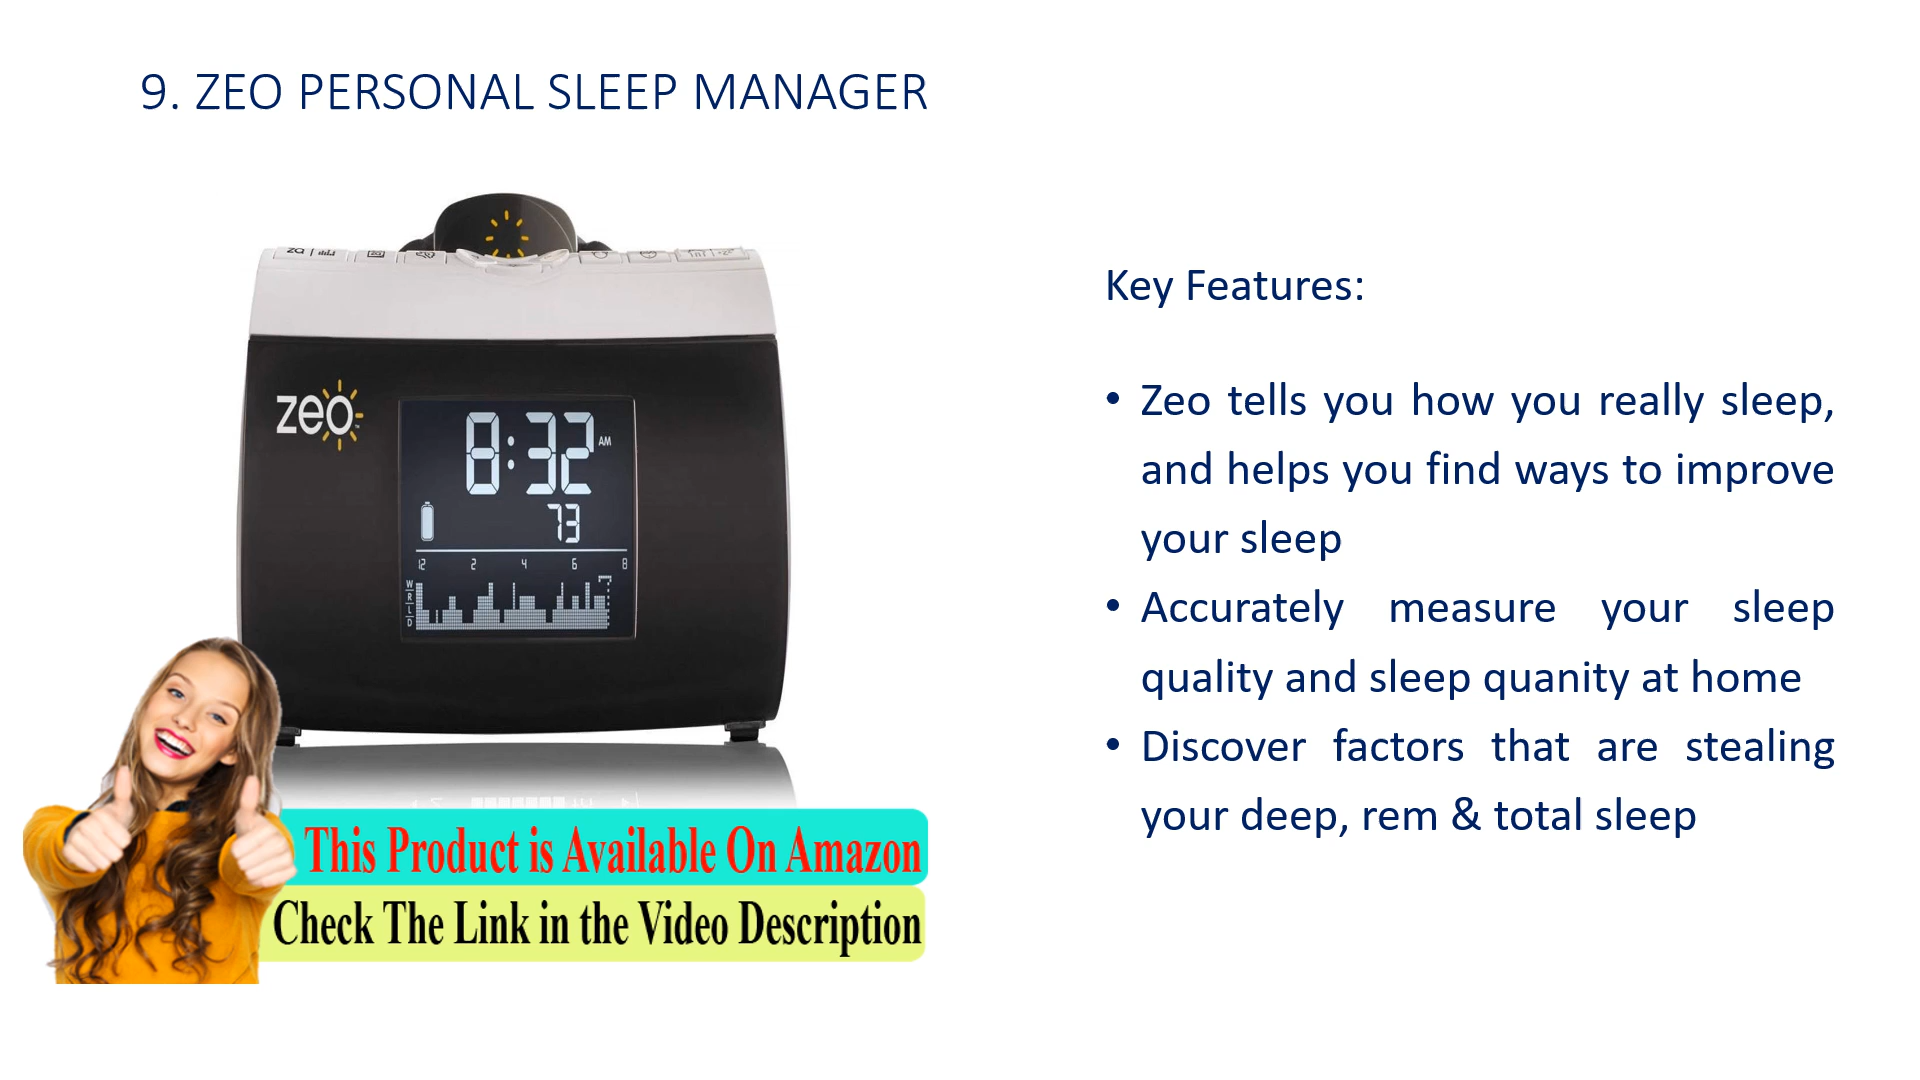 9. ZEO PERSONAL SLEEP MANAGER
ZQ
zeo
8:32 AM
73
12 2 4 6 8
W
R
L
D
Key Features:
• Zeo tells you how you really sleep,
and helps you find ways to improve
your sleep
• Accurately measure your sleep
quality and sleep quanity at home
• Discover factors that are stealing
your deep, rem & total sleep
This Product is Available On Amazon
Check The Link in the Video Description